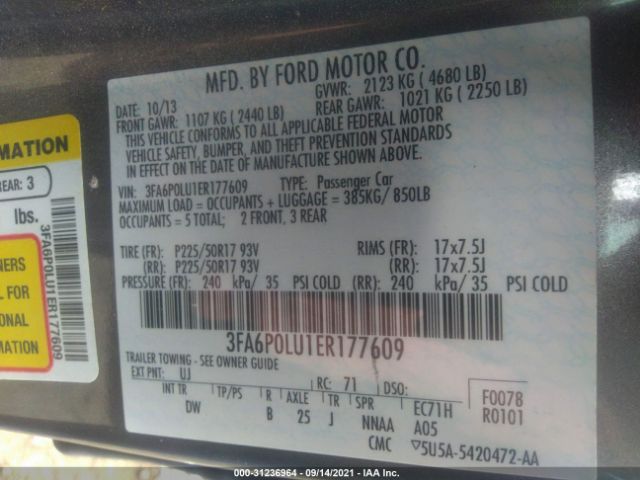 MFD. BY FORD MOTOR CO.
DATE: 10/13 GVWR: 2123 KG ( 4680 LB)
FRONT GAWR: 1107 KG ( 2440 LB) REAR GAWR: 1021 KG ( 2250 LB)
THIS VEHICLE CONFORMS TO ALL APPLICABLE FEDERAL MOTOR
VEHICLE SAFETY, BUMPER, AND THEFT PREVENTION STANDARDS
IN EFFECT ON THE DATE OF MANUFACTURE SHOWN ABOVE.
VIN: 3FA6P0LU1ER177609 TYPE: Passenger Car
MAXIMUM LOAD = OCCUPANTS + LUGGAGE = 385KG/ 850LB
OCCUPANTS = 5 TOTAL; 2 FRONT, 3 REAR
TIRE (FR): P225/50R17 93V RIMS (FR): 17x7.5J
(RR): P225/50R17 93V (RR): 17x7.5J
PRESSURE (FR): 240 kPa/ 35 PSI COLD (RR): 240 kPa/ 35 PSI COLD
3FA6P0LU1ER177609
TRAILER TOWING - SEE OWNER GUIDE
EXT PNT: UJ RC: 71 DSO: F0078
R0101
INT TR TP/PS R AXLE TR SPR EC71H
DW B 25 J NNAA A05
CMC ▽5U5A-5420472-AA
MATION
REAR: 3
lbs.
NERS
L FOR
IONAL
MATION
3FA6P0LU1ER177609
000-31236964 - 09/14/2021 - IAA Inc.